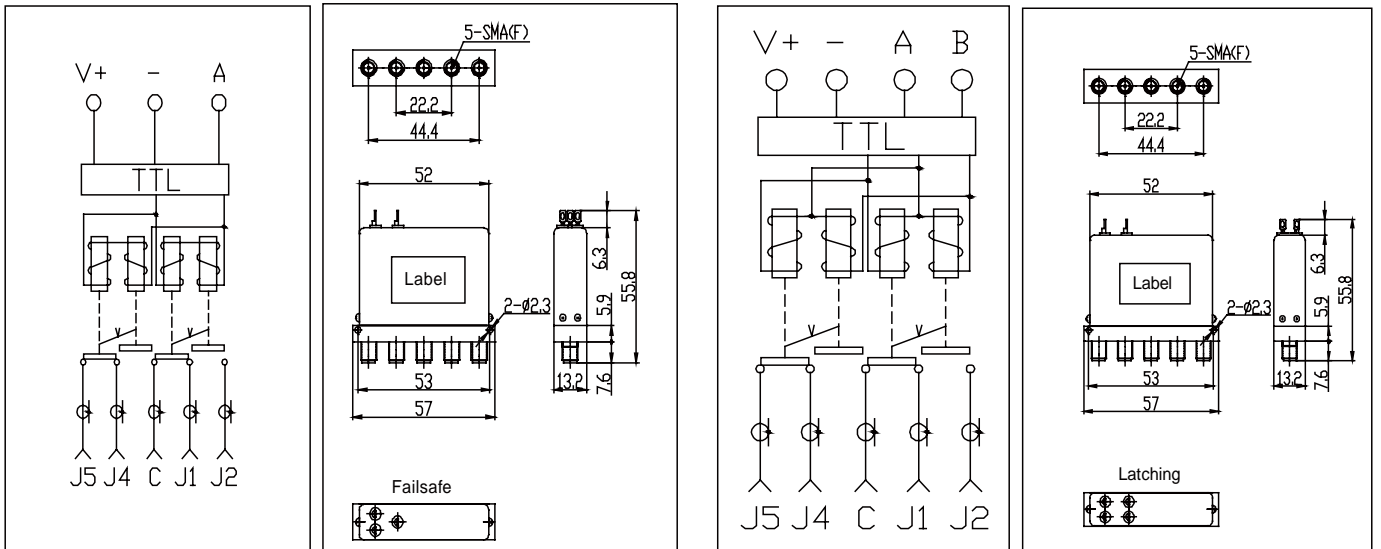 V+ - A
TTL
J5 J4 C J1 J2
5-SMA(F)
22,2
44,4
52
Label
6,3
5,9
55,8
2-ø2,3
53
13,2
7,6
57
Failsafe
V+ - A B
TTL
J5 J4 C J1 J2
5-SMA(F)
22,2
44,4
52
Label
6,3
5,9
55,8
2-ø2,3
53
13,2
7,6
57
Latching